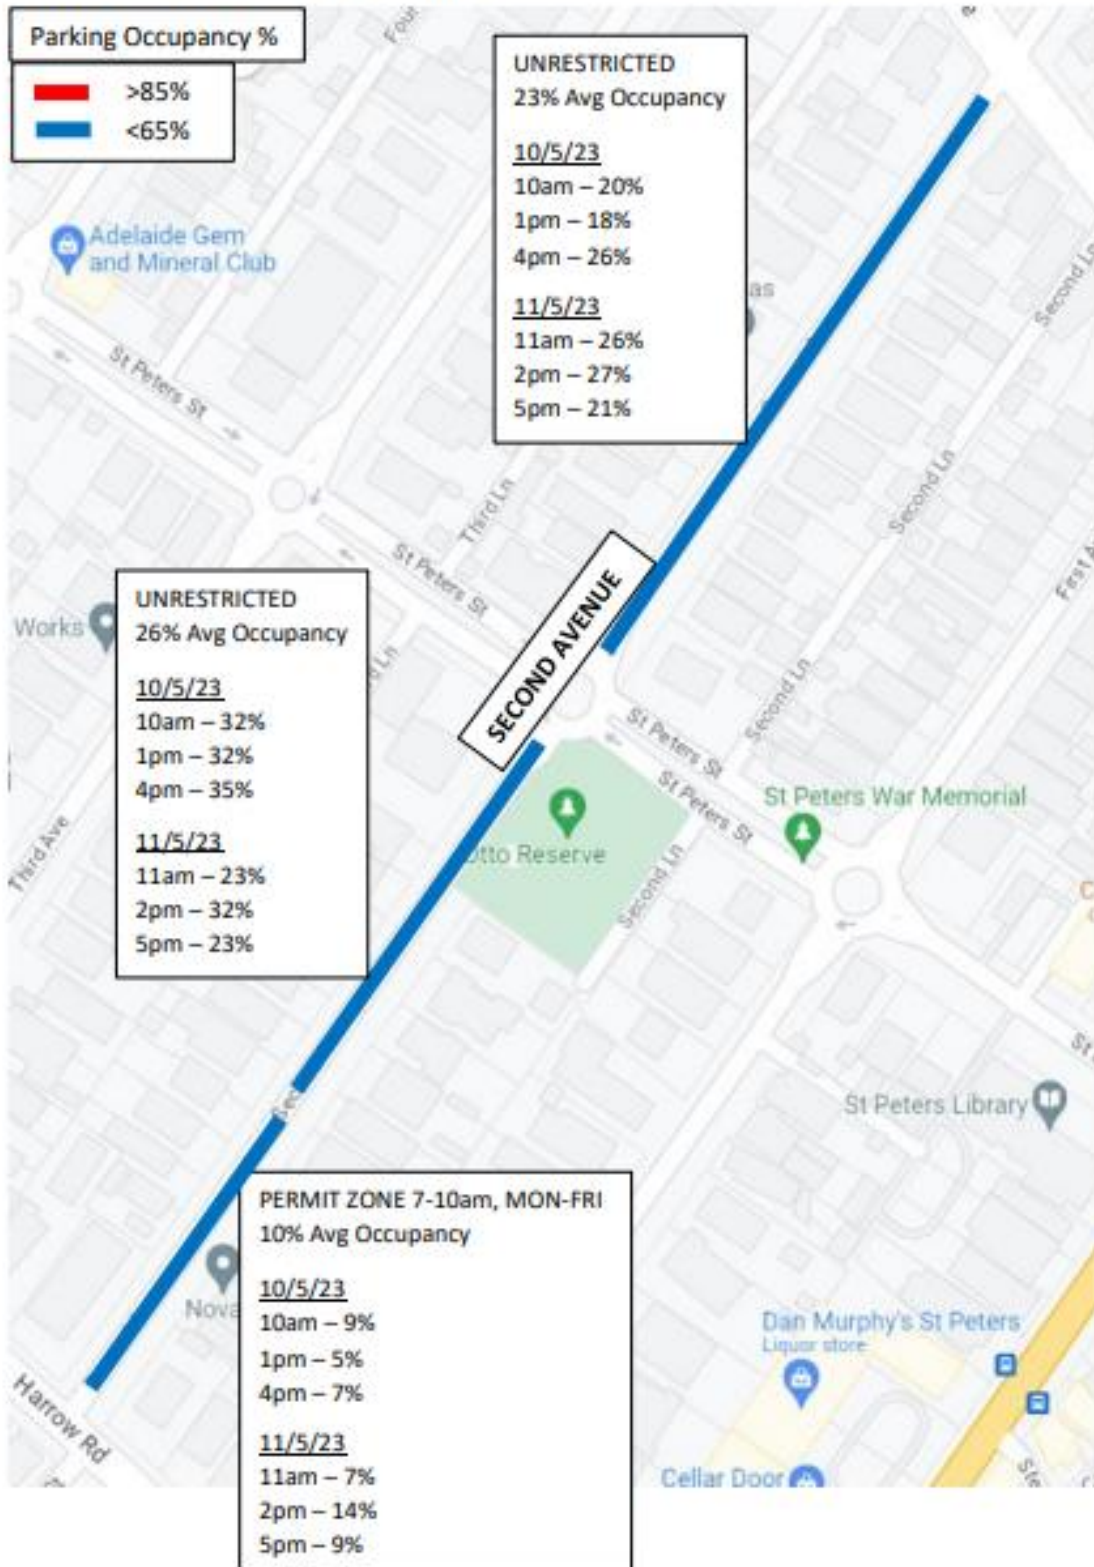 Parking Occupancy %
>85%
<65%
UNRESTRICTED
23% Avg Occupancy
10/5/23
10am – 20%
1pm – 18%
4pm – 26%
11/5/23
11am – 26%
2pm – 27%
5pm – 21%
Adelaide Gem
and Mineral Club
St Peters St
Third Ln
St Peters St
Second Ln
Second Ln
SECOND AVENUE
Works
UNRESTRICTED
26% Avg Occupancy
10/5/23
10am – 32%
1pm – 32%
4pm – 35%
11/5/23
11am – 23%
2pm – 32%
5pm – 23%
Third Ave
Second Ln
St Peters St
St Peters St
St Peters War Memorial
Otto Reserve
Second Ln
St Peters Library
PERMIT ZONE 7-10am, MON-FRI
10% Avg Occupancy
10/5/23
10am – 9%
1pm – 5%
4pm – 7%
11/5/23
11am – 7%
2pm – 14%
5pm – 9%
Harrow Rd
Dan Murphy's St Peters
Liquor store
Cellar Door